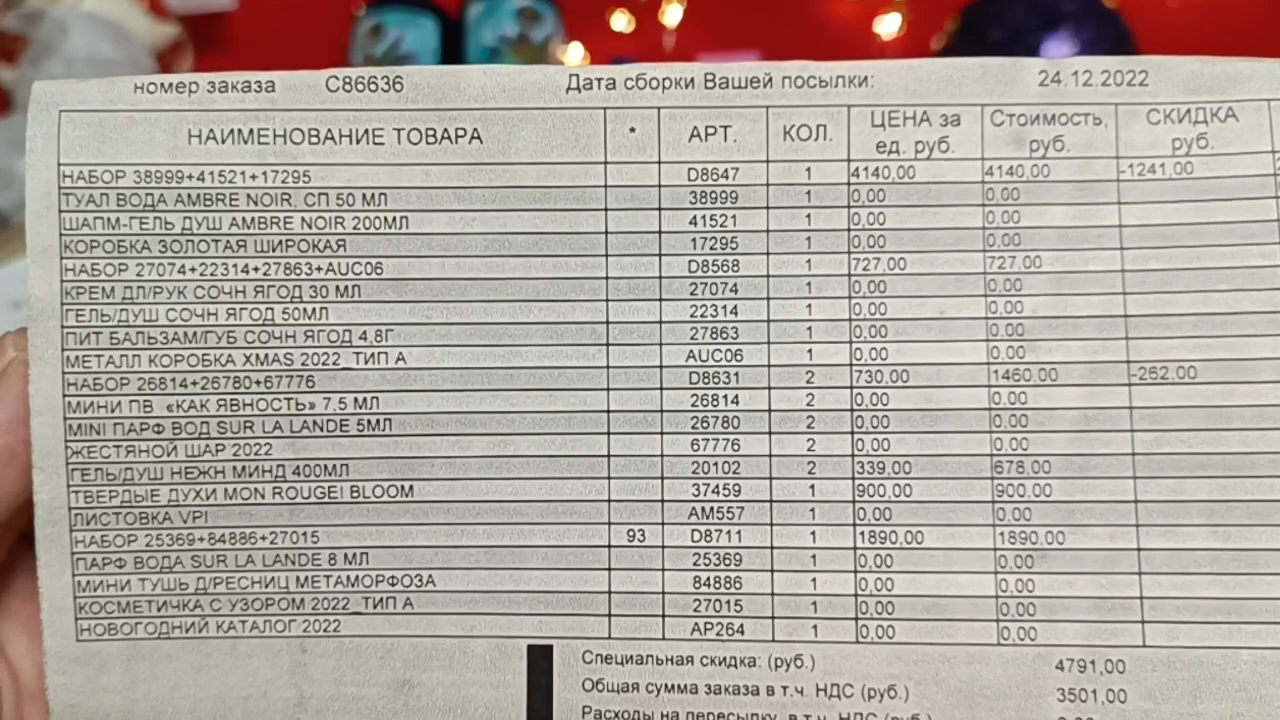 номер заказа С86636 Дата сборки Вашей посылки: 24.12.2022
НАИМЕНОВАНИЕ ТОВАРА * АРТ. КОЛ. ЦЕНА за ед. руб. Стоимость, руб. СКИДКА руб.
НАБОР 38999+41521+17295 D8647 1 4140,00 4140,00 -1241,00
ТУАЛ ВОДА AMBRE NOIR, СП 50 МЛ 38999 1 0,00 0,00
ШАПМ-ГЕЛЬ ДУШ AMBRE NOIR 200МЛ 41521 1 0,00 0,00
КОРОБКА ЗОЛОТАЯ ШИРОКАЯ 17295 1 0,00 0,00
НАБОР 27074+22314+27863+AUC06 D8568 1 727,00 727,00
КРЕМ ДЛ/РУК СОЧН ЯГОД 30 МЛ 27074 1 0,00 0,00
ГЕЛЬ/ДУШ СОЧН ЯГОД 50МЛ 22314 1 0,00 0,00
ПИТ БАЛЬЗАМ/ГУБ СОЧН ЯГОД 4,8Г 27863 1 0,00 0,00
МЕТАЛЛ КОРОБКА XMAS 2022_ТИП А AUC06 1 0,00 0,00
НАБОР 26814+26780+67776 D8631 2 730,00 1460,00 -262,00
МИНИ ПВ «КАК ЯВНОСТЬ» 7,5 МЛ 26814 2 0,00 0,00
MINI ПАРФ ВОД SUR LA LANDE 5МЛ 26780 2 0,00 0,00
ЖЕСТЯНОЙ ШАР 2022 67776 2 0,00 0,00
ГЕЛЬ/ДУШ НЕЖН МИНД 400МЛ 20102 2 339,00 678,00
ТВЕРДЫЕ ДУХИ MON ROUGE! BLOOM 37459 1 900,00 900,00
ЛИСТОВКА VPI AM557 1 0,00 0,00
НАБОР 25369+84886+27015 93 D8711 1 1890,00 1890,00
ПАРФ ВОДА SUR LA LANDE 8 МЛ 25369 1 0,00 0,00
МИНИ ТУШЬ Д/РЕСНИЦ МЕТАМОРФОЗА 84886 1 0,00 0,00
КОСМЕТИЧКА С УЗОРОМ 2022_ТИП А 27015 1 0,00 0,00
НОВОГОДНИЙ КАТАЛОГ 2022 AP264 1 0,00 0,00
Специальная скидка: (руб.) 4791,00
Общая сумма заказа в т.ч. НДС (руб.) 3501,00
Расходы на пересылку, в т.ч. НДС (руб.)